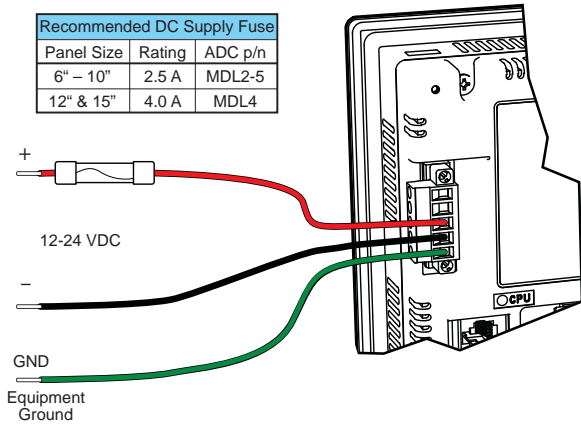 Recommended DC Supply Fuse
Panel Size Rating ADC p/n
6“ – 10” 2.5 A MDL2-5
12“ & 15” 4.0 A MDL4
+
12-24 VDC
–
CPU
GND
Equipment
Ground